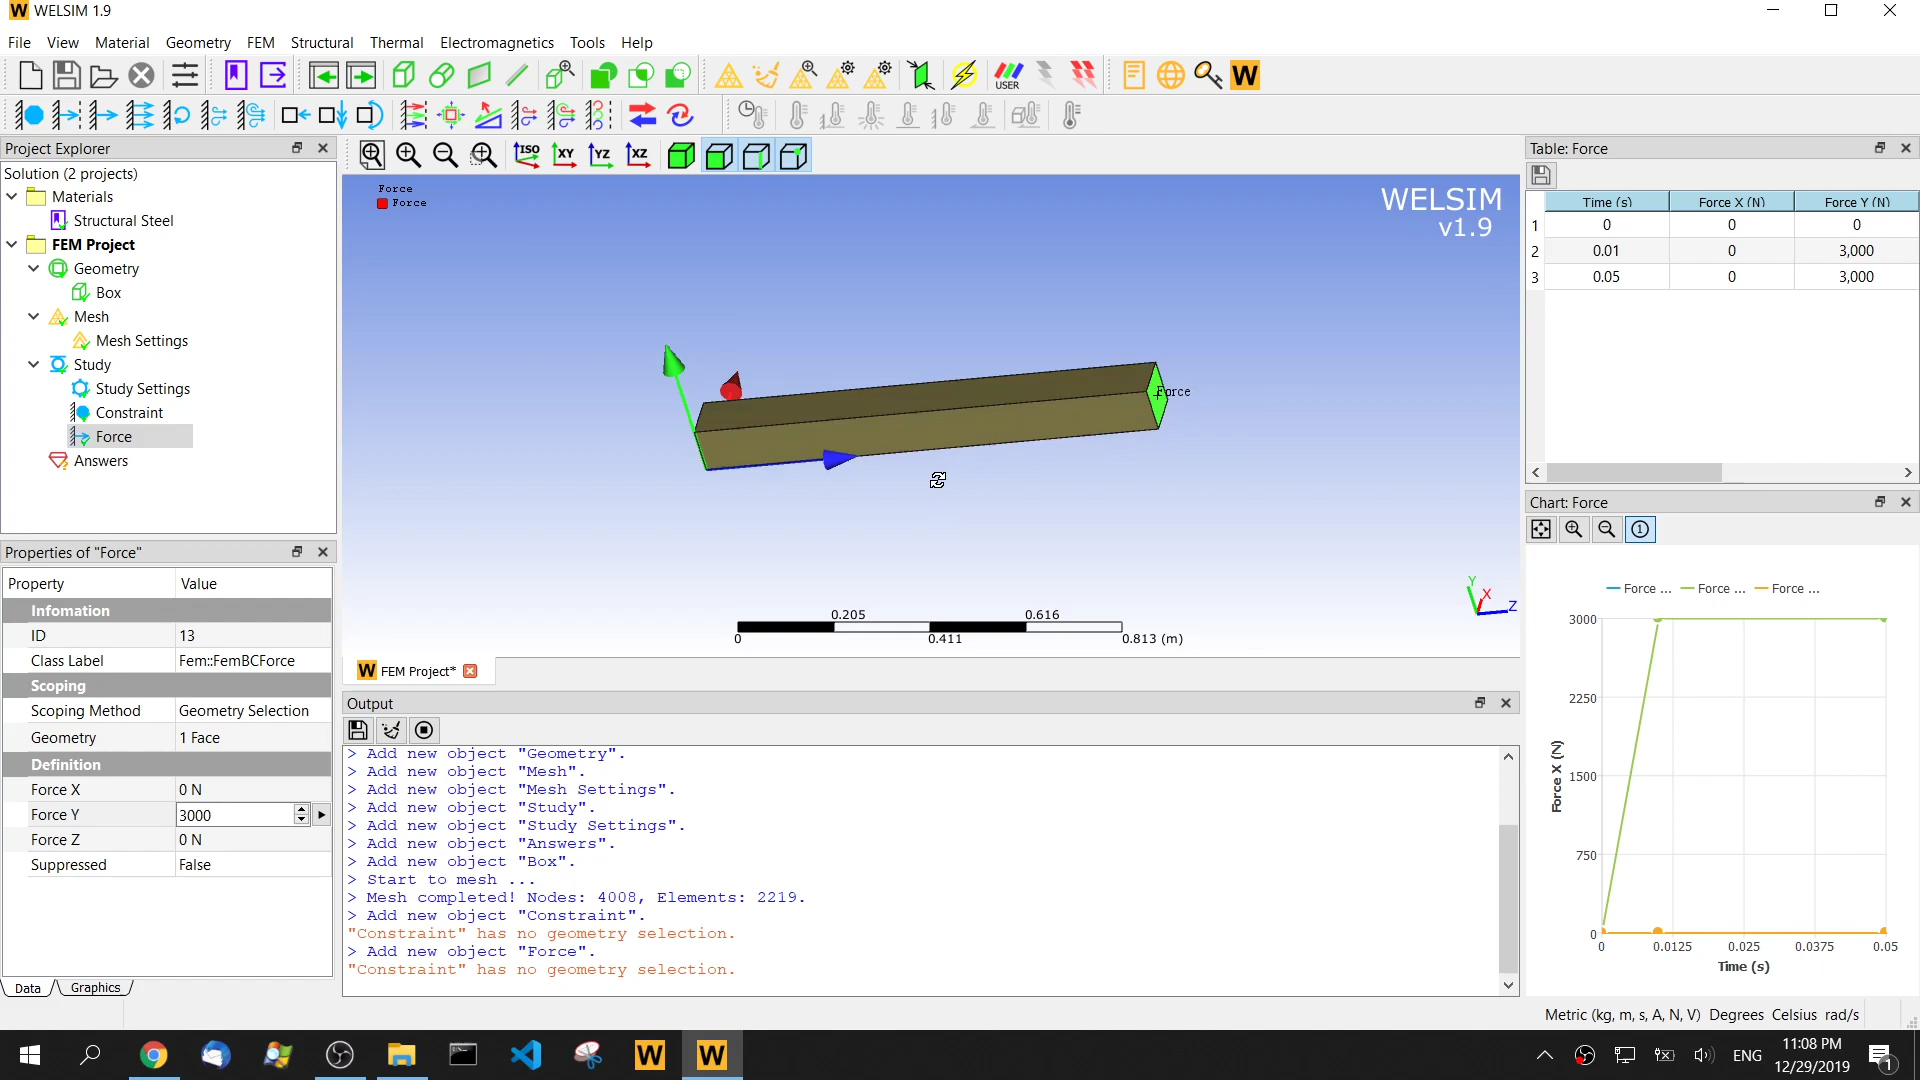 WELSIM 1.9
File View Material Geometry FEM Structural Thermal Electromagnetics Tools Help
USER
W
Project Explorer
Solution (2 projects)
Materials
Structural Steel
FEM Project
Geometry
Box
Mesh
Mesh Settings
Study
Study Settings
Constraint
Force
Answers
Properties of "Force"
Property Value
Infomation
ID 13
Class Label Fem::FemBCForce
Scoping
Scoping Method Geometry Selection
Geometry 1 Face
Definition
Force X 0 N
Force Y 3000
Force Z 0 N
Suppressed False
Data Graphics
ISO XY YZ XZ
Force
Force
WELSIM
v1.9
Force
Y
X
Z
0.205 0.616
0 0.411 0.813 (m)
FEM Project*
Output
> Add new object "Geometry".
> Add new object "Mesh".
> Add new object "Mesh Settings".
> Add new object "Study".
> Add new object "Study Settings".
> Add new object "Answers".
> Add new object "Box".
> Start to mesh ...
> Mesh completed! Nodes: 4008, Elements: 2219.
> Add new object "Constraint".
"Constraint" has no geometry selection.
> Add new object "Force".
"Constraint" has no geometry selection.
Table: Force
Time (s) Force X (N) Force Y (N)
1 0 0 0
2 0.01 0 3,000
3 0.05 0 3,000
Chart: Force
Force ... Force ... Force ...
3000
2250
1500
750
0
Force X (N)
0 0.0125 0.025 0.0375 0.05
Time (s)
Metric (kg, m, s, A, N, V) Degrees Celsius rad/s
ENG
11:08 PM
12/29/2019
1